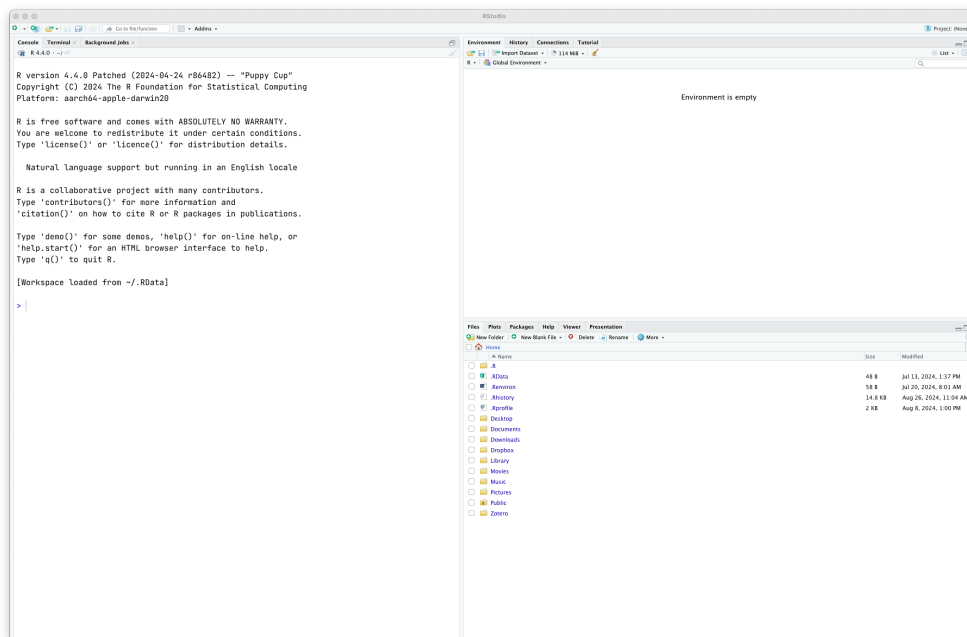 RStudio
Go to file/function
Addins
Project: (None
Console Terminal × Background Jobs ×
R 4.4.0 · ~/
R version 4.4.0 Patched (2024-04-24 r86482) -- "Puppy Cup"
Copyright (C) 2024 The R Foundation for Statistical Computing
Platform: aarch64-apple-darwin20
R is free software and comes with ABSOLUTELY NO WARRANTY.
You are welcome to redistribute it under certain conditions.
Type 'license()' or 'licence()' for distribution details.
Natural language support but running in an English locale
R is a collaborative project with many contributors.
Type 'contributors()' for more information and
'citation()' on how to cite R or R packages in publications.
Type 'demo()' for some demos, 'help()' for on-line help, or
'help.start()' for an HTML browser interface to help.
Type 'q()' to quit R.
[Workspace loaded from ~/.RData]
>
Environment History Connections Tutorial
Import Dataset 114 MiB List
R Global Environment
Environment is empty
Files Plots Packages Help Viewer Presentation
New Folder New Blank File Delete Rename More
Home
Name Size Modified
.R
.RData 48 B Jul 13, 2024, 1:37 PM
.Renviron 58 B Jul 20, 2024, 8:01 AM
.Rhistory 14.8 KB Aug 26, 2024, 11:04 AM
.Rprofile 2 KB Aug 8, 2024, 1:00 PM
Desktop
Documents
Downloads
Dropbox
Library
Movies
Music
Pictures
Public
Zotero